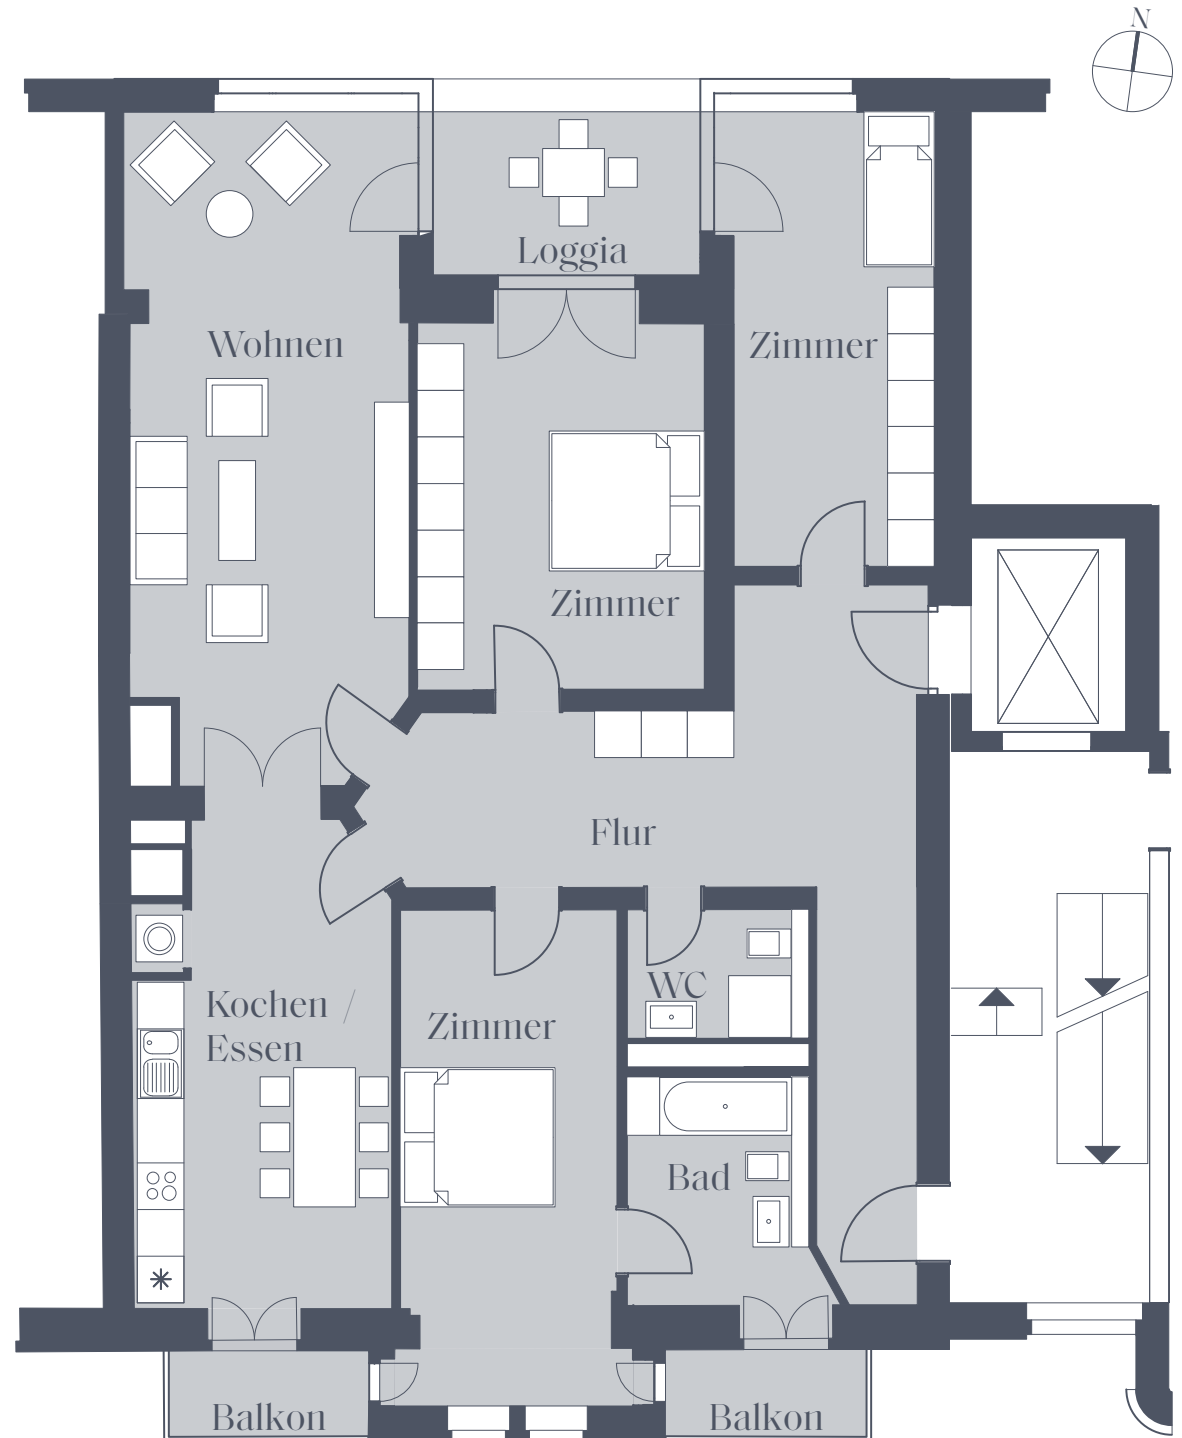 N
Loggia
Wohnen
Zimmer
Zimmer
Flur
WC
Kochen /
Essen
Zimmer
Bad
Balkon
Balkon